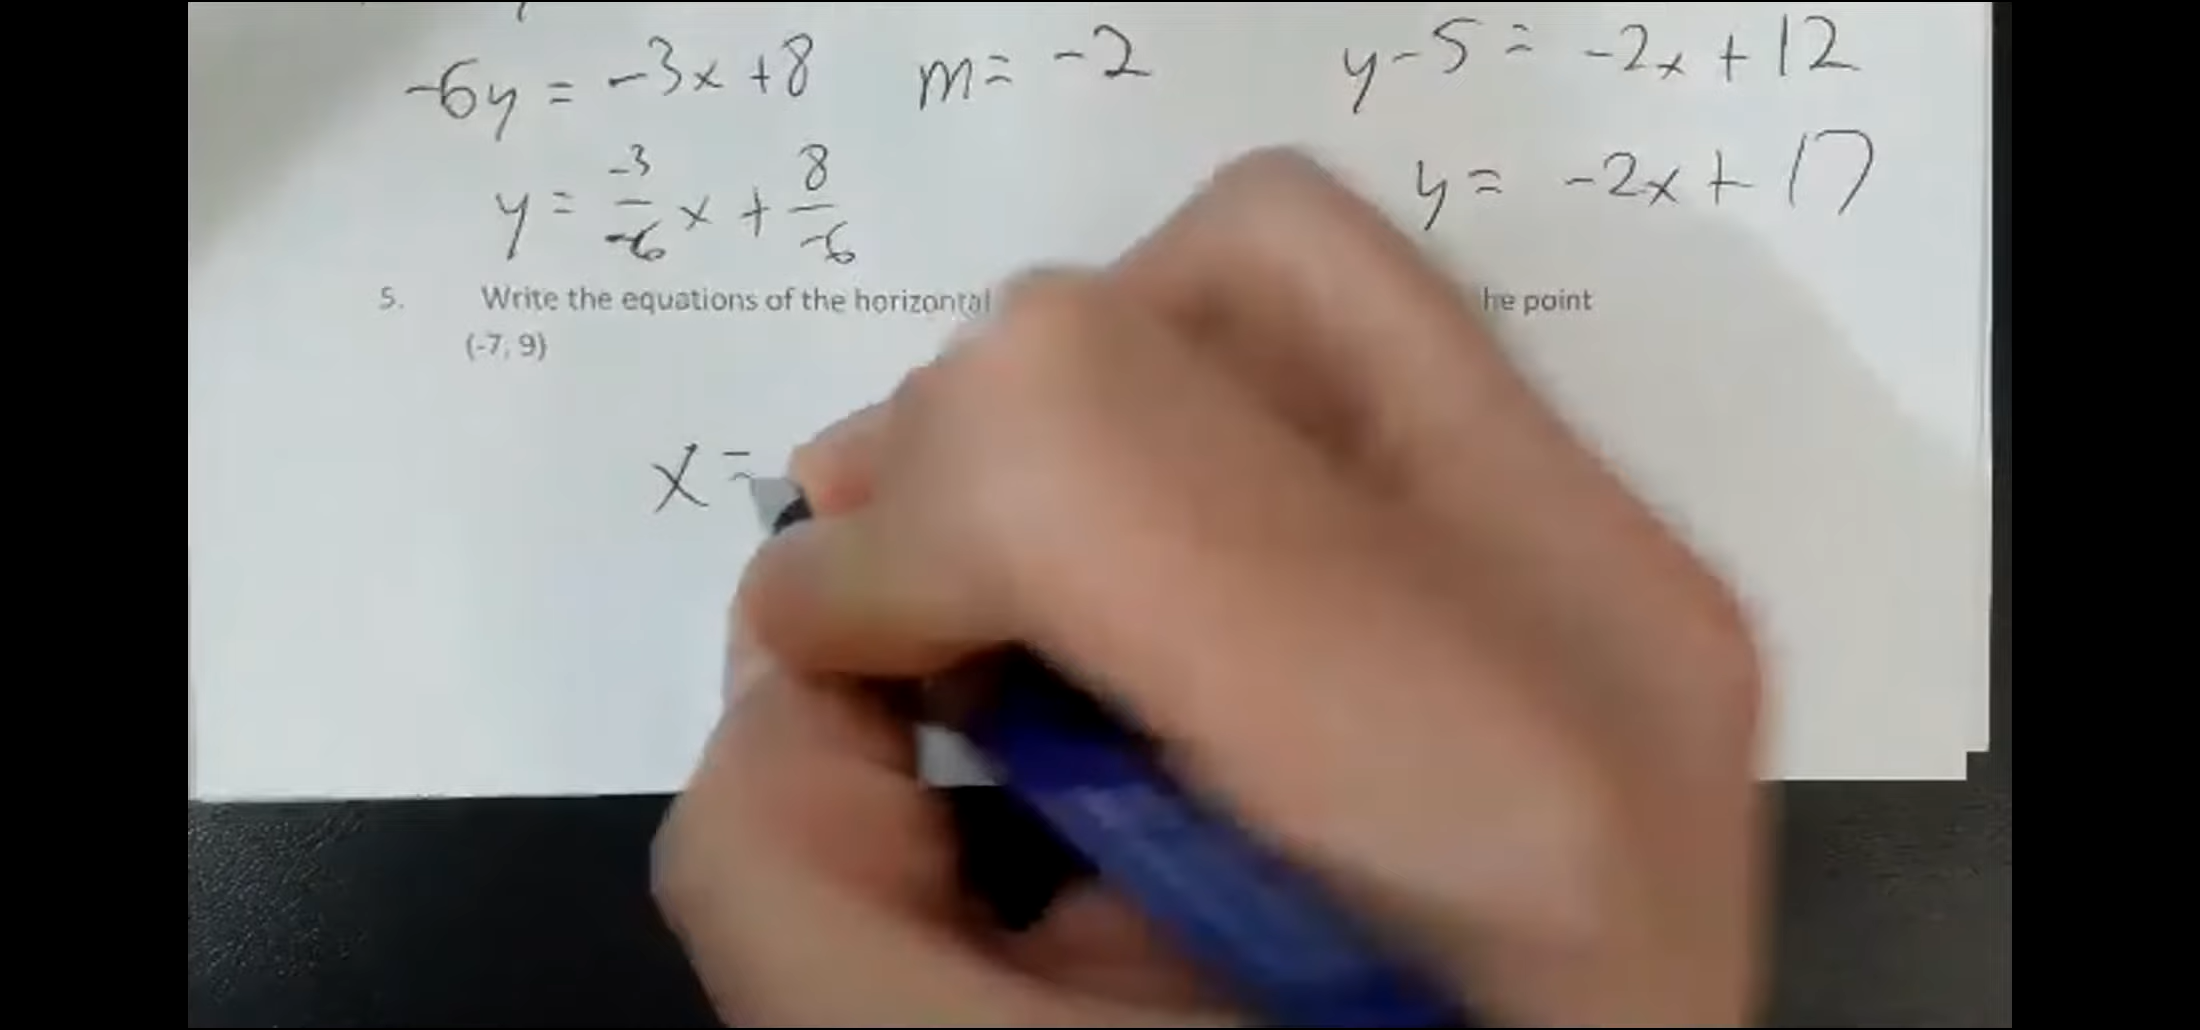 -6y = -3x + 8 m = -2 y - 5 = -2x + 12
y = -3/-6 x + 8/-6 y = -2x + 17
5. Write the equations of the horizontal he point
(-7, 9)
x =